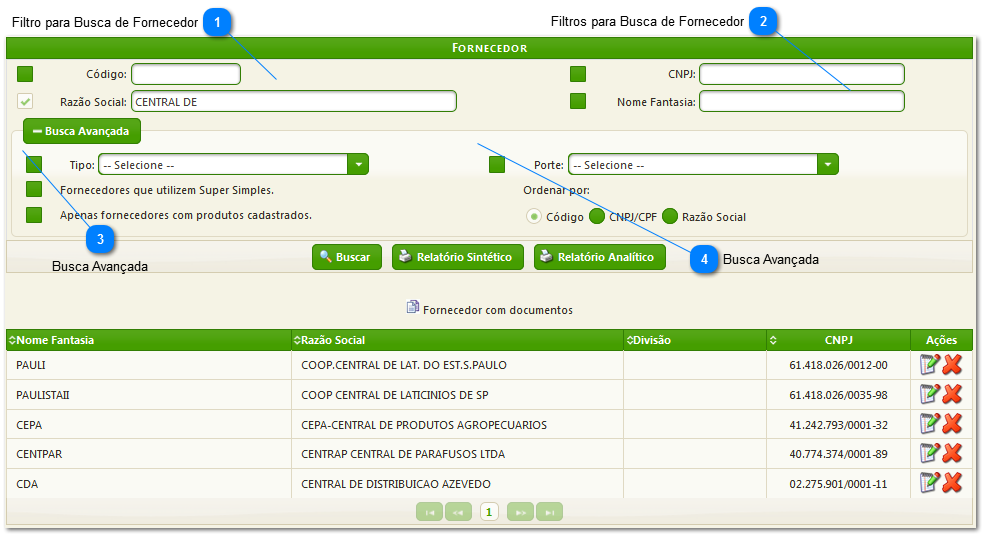 Filtro para Busca de Fornecedor 1 Filtros para Busca de Fornecedor 2
FORNECEDOR
Código: CNPJ:
Razão Social: CENTRAL DE Nome Fantasia:
Busca Avançada
Tipo: -- Selecione -- Porte: -- Selecione --
Fornecedores que utilizem Super Simples. Ordenar por:
Apenas fornecedores com produtos cadastrados. Código CNPJ/CPF Razão Social
3 Busca Avançada
Buscar Relatório Sintético Relatório Analítico 4 Busca Avançada
Fornecedor com documentos
Nome Fantasia Razão Social Divisão CNPJ Ações
PAULI COOP.CENTRAL DE LAT. DO EST.S.PAULO 61.418.026/0012-00
PAULISTAII COOP CENTRAL DE LATICINIOS DE SP 61.418.026/0035-98
CEPA CEPA-CENTRAL DE PRODUTOS AGROPECUARIOS 41.242.793/0001-32
CENTPAR CENTRAP CENTRAL DE PARAFUSOS LTDA 40.774.374/0001-89
CDA CENTRAL DE DISTRIBUICAO AZEVEDO 02.275.901/0001-11
1